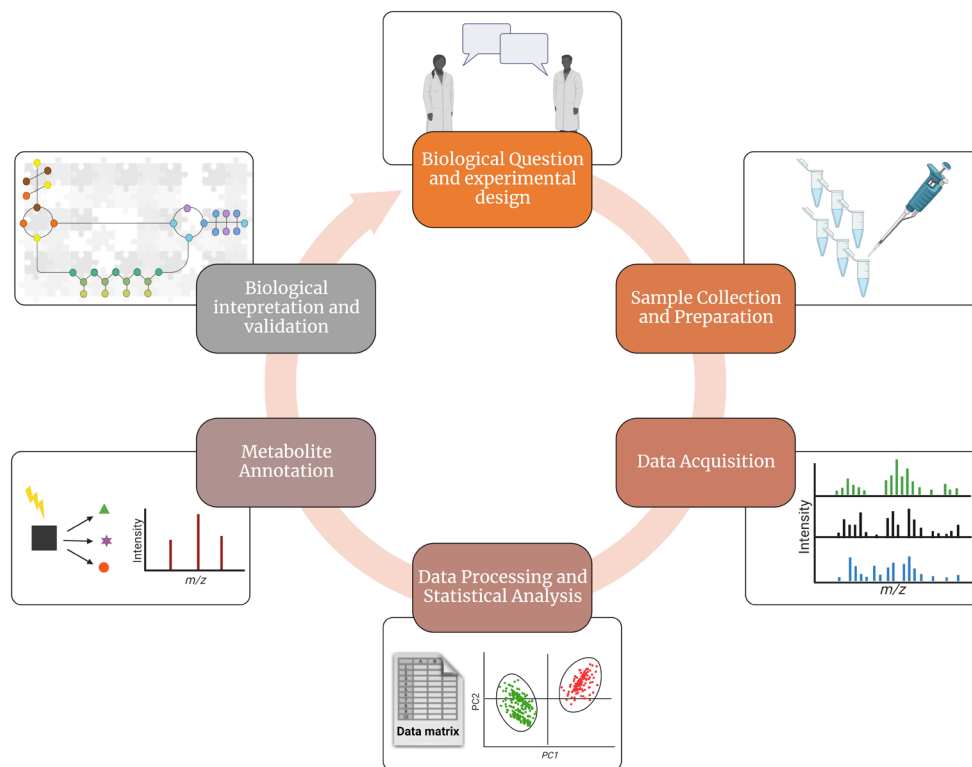 Biological Question
and experimental
design
Sample Collection
and Preparation
Data Acquisition
Intensity
m/z
Data Processing and
Statistical Analysis
Data matrix
PC2
PC1
Metabolite
Annotation
Intensity
m/z
Biological
intepretation and
validation